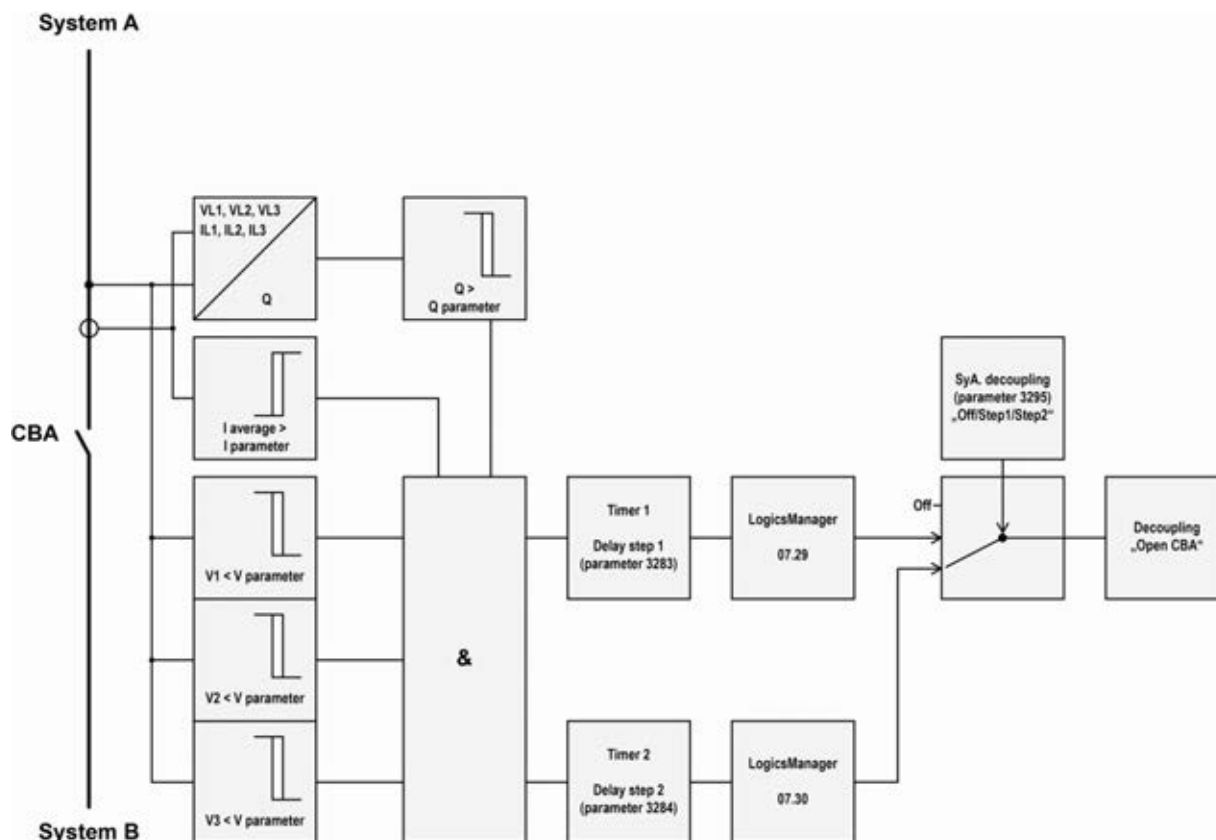 System A
VL1, VL2, VL3
IL1, IL2, IL3
Q
Q >
Q parameter
I average >
I parameter
CBA
SyA. decoupling
(parameter 3295)
„Off/Step1/Step2“
V1 < V parameter
Timer 1
Delay step 1
(parameter 3283)
LogicsManager
07.29
Off
Decoupling
„Open CBA“
V2 < V parameter
&
V3 < V parameter
Timer 2
Delay step 2
(parameter 3284)
LogicsManager
07.30
System B